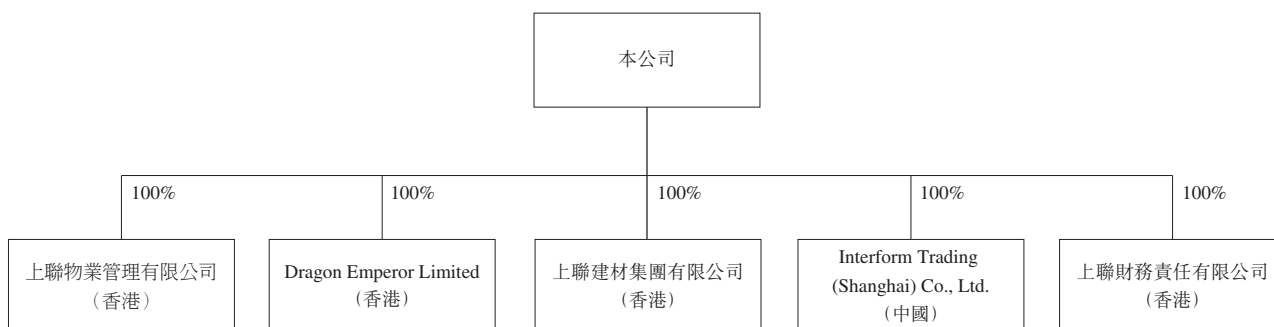 本公司
100%
100%
100%
100%
100%
上聯物業管理有限公司
（香港）
Dragon Emperor Limited
（香港）
上聯建材集團有限公司
（香港）
Interform Trading
(Shanghai) Co., Ltd.
（中國）
上聯財務責任有限公司
（香港）